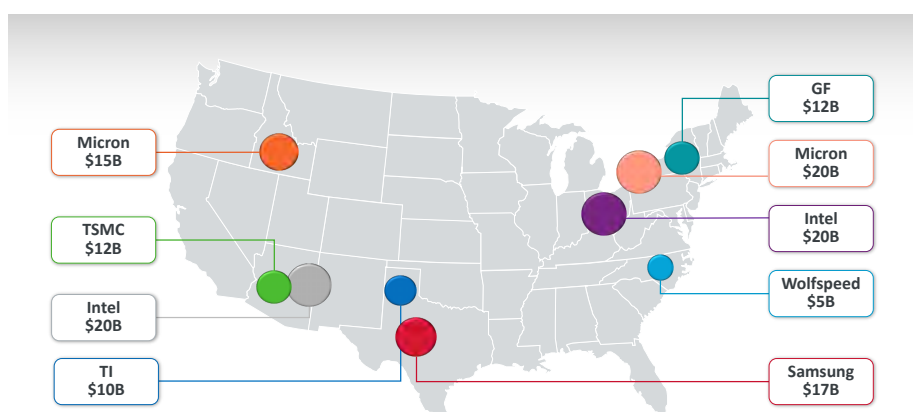 Micron
$15B
TSMC
$12B
Intel
$20B
TI
$10B
GF
$12B
Micron
$20B
Intel
$20B
Wolfspeed
$5B
Samsung
$17B